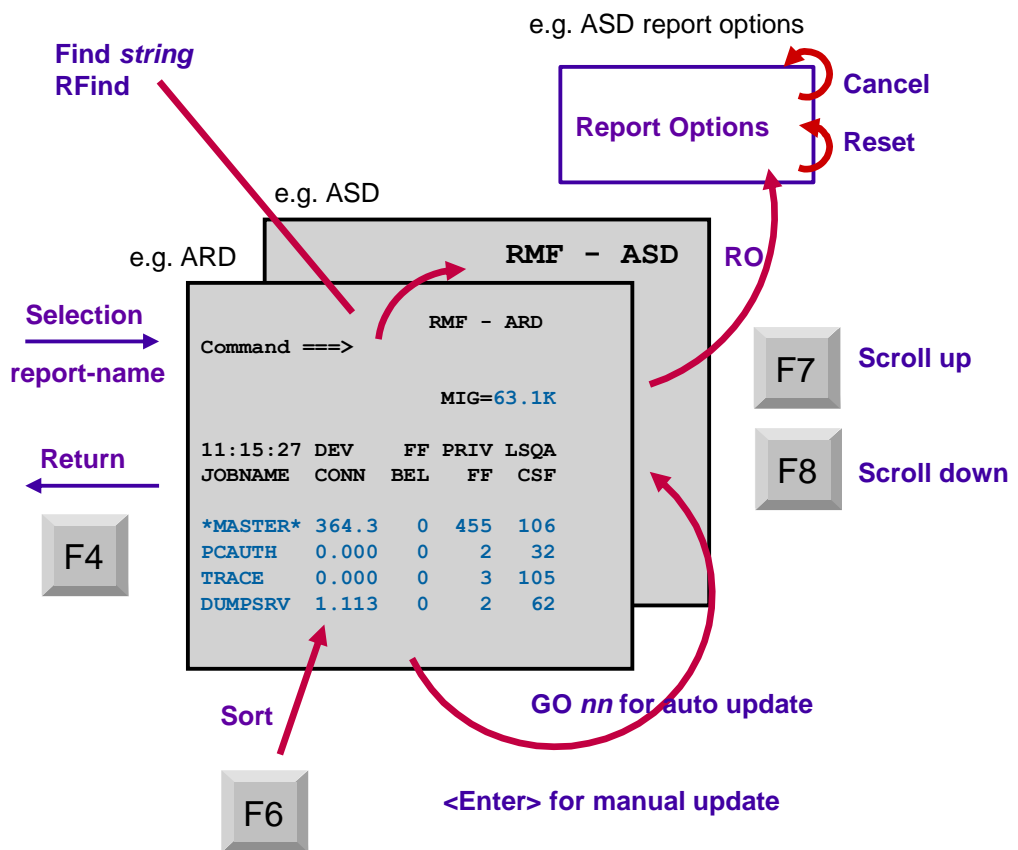 e.g. ASD report options
Find string
RFind
Cancel
Report Options
Reset
e.g. ASD
RMF - ASD
RO
e.g. ARD
RMF - ARD
Command ===>
Selection
report-name
MIG=63.1K
F7
Scroll up
11:15:27 DEV FF PRIV LSQA
JOBNAME CONN BEL FF CSF
Return
F8
Scroll down
*MASTER* 364.3 0 455 106
PCAUTH 0.000 0 2 32
TRACE 0.000 0 3 105
DUMPSRV 1.113 0 2 62
F4
GO nn for auto update
Sort
<Enter> for manual update
F6